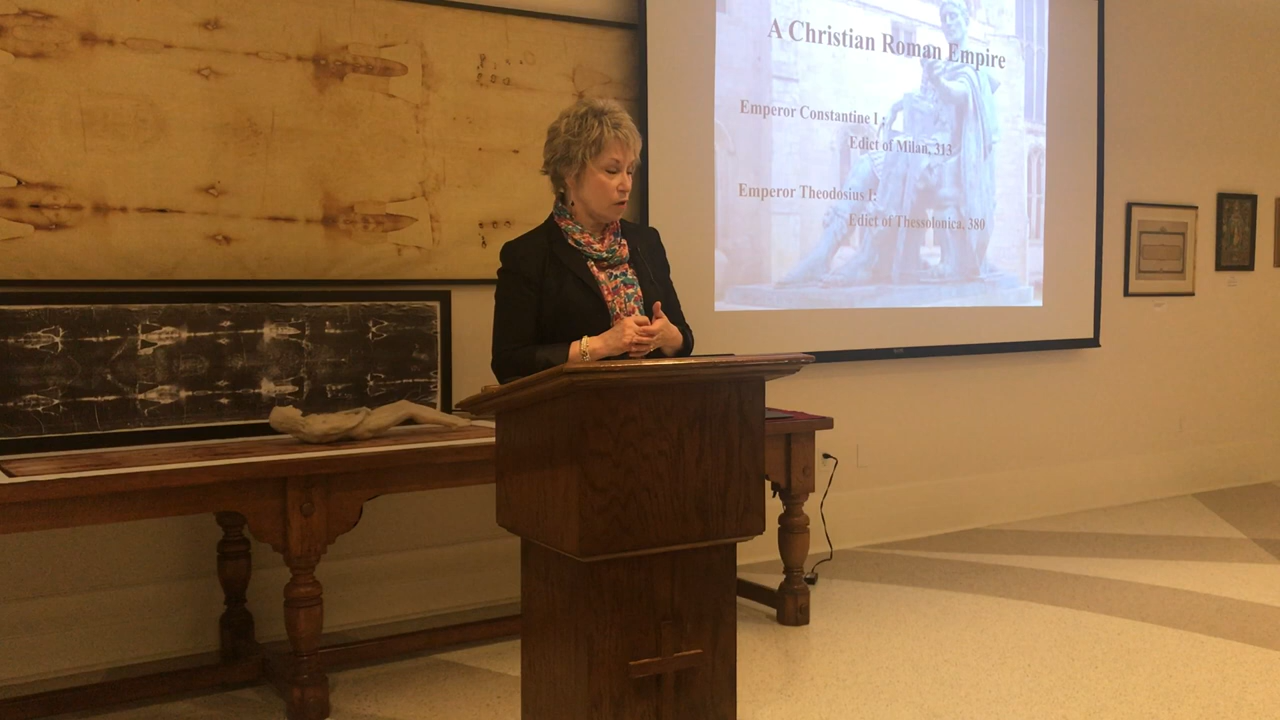 A Christian Roman Empire
Emperor Constantine I :
Edict of Milan, 313
Emperor Theodosius I:
Edict of Thessolonica, 380